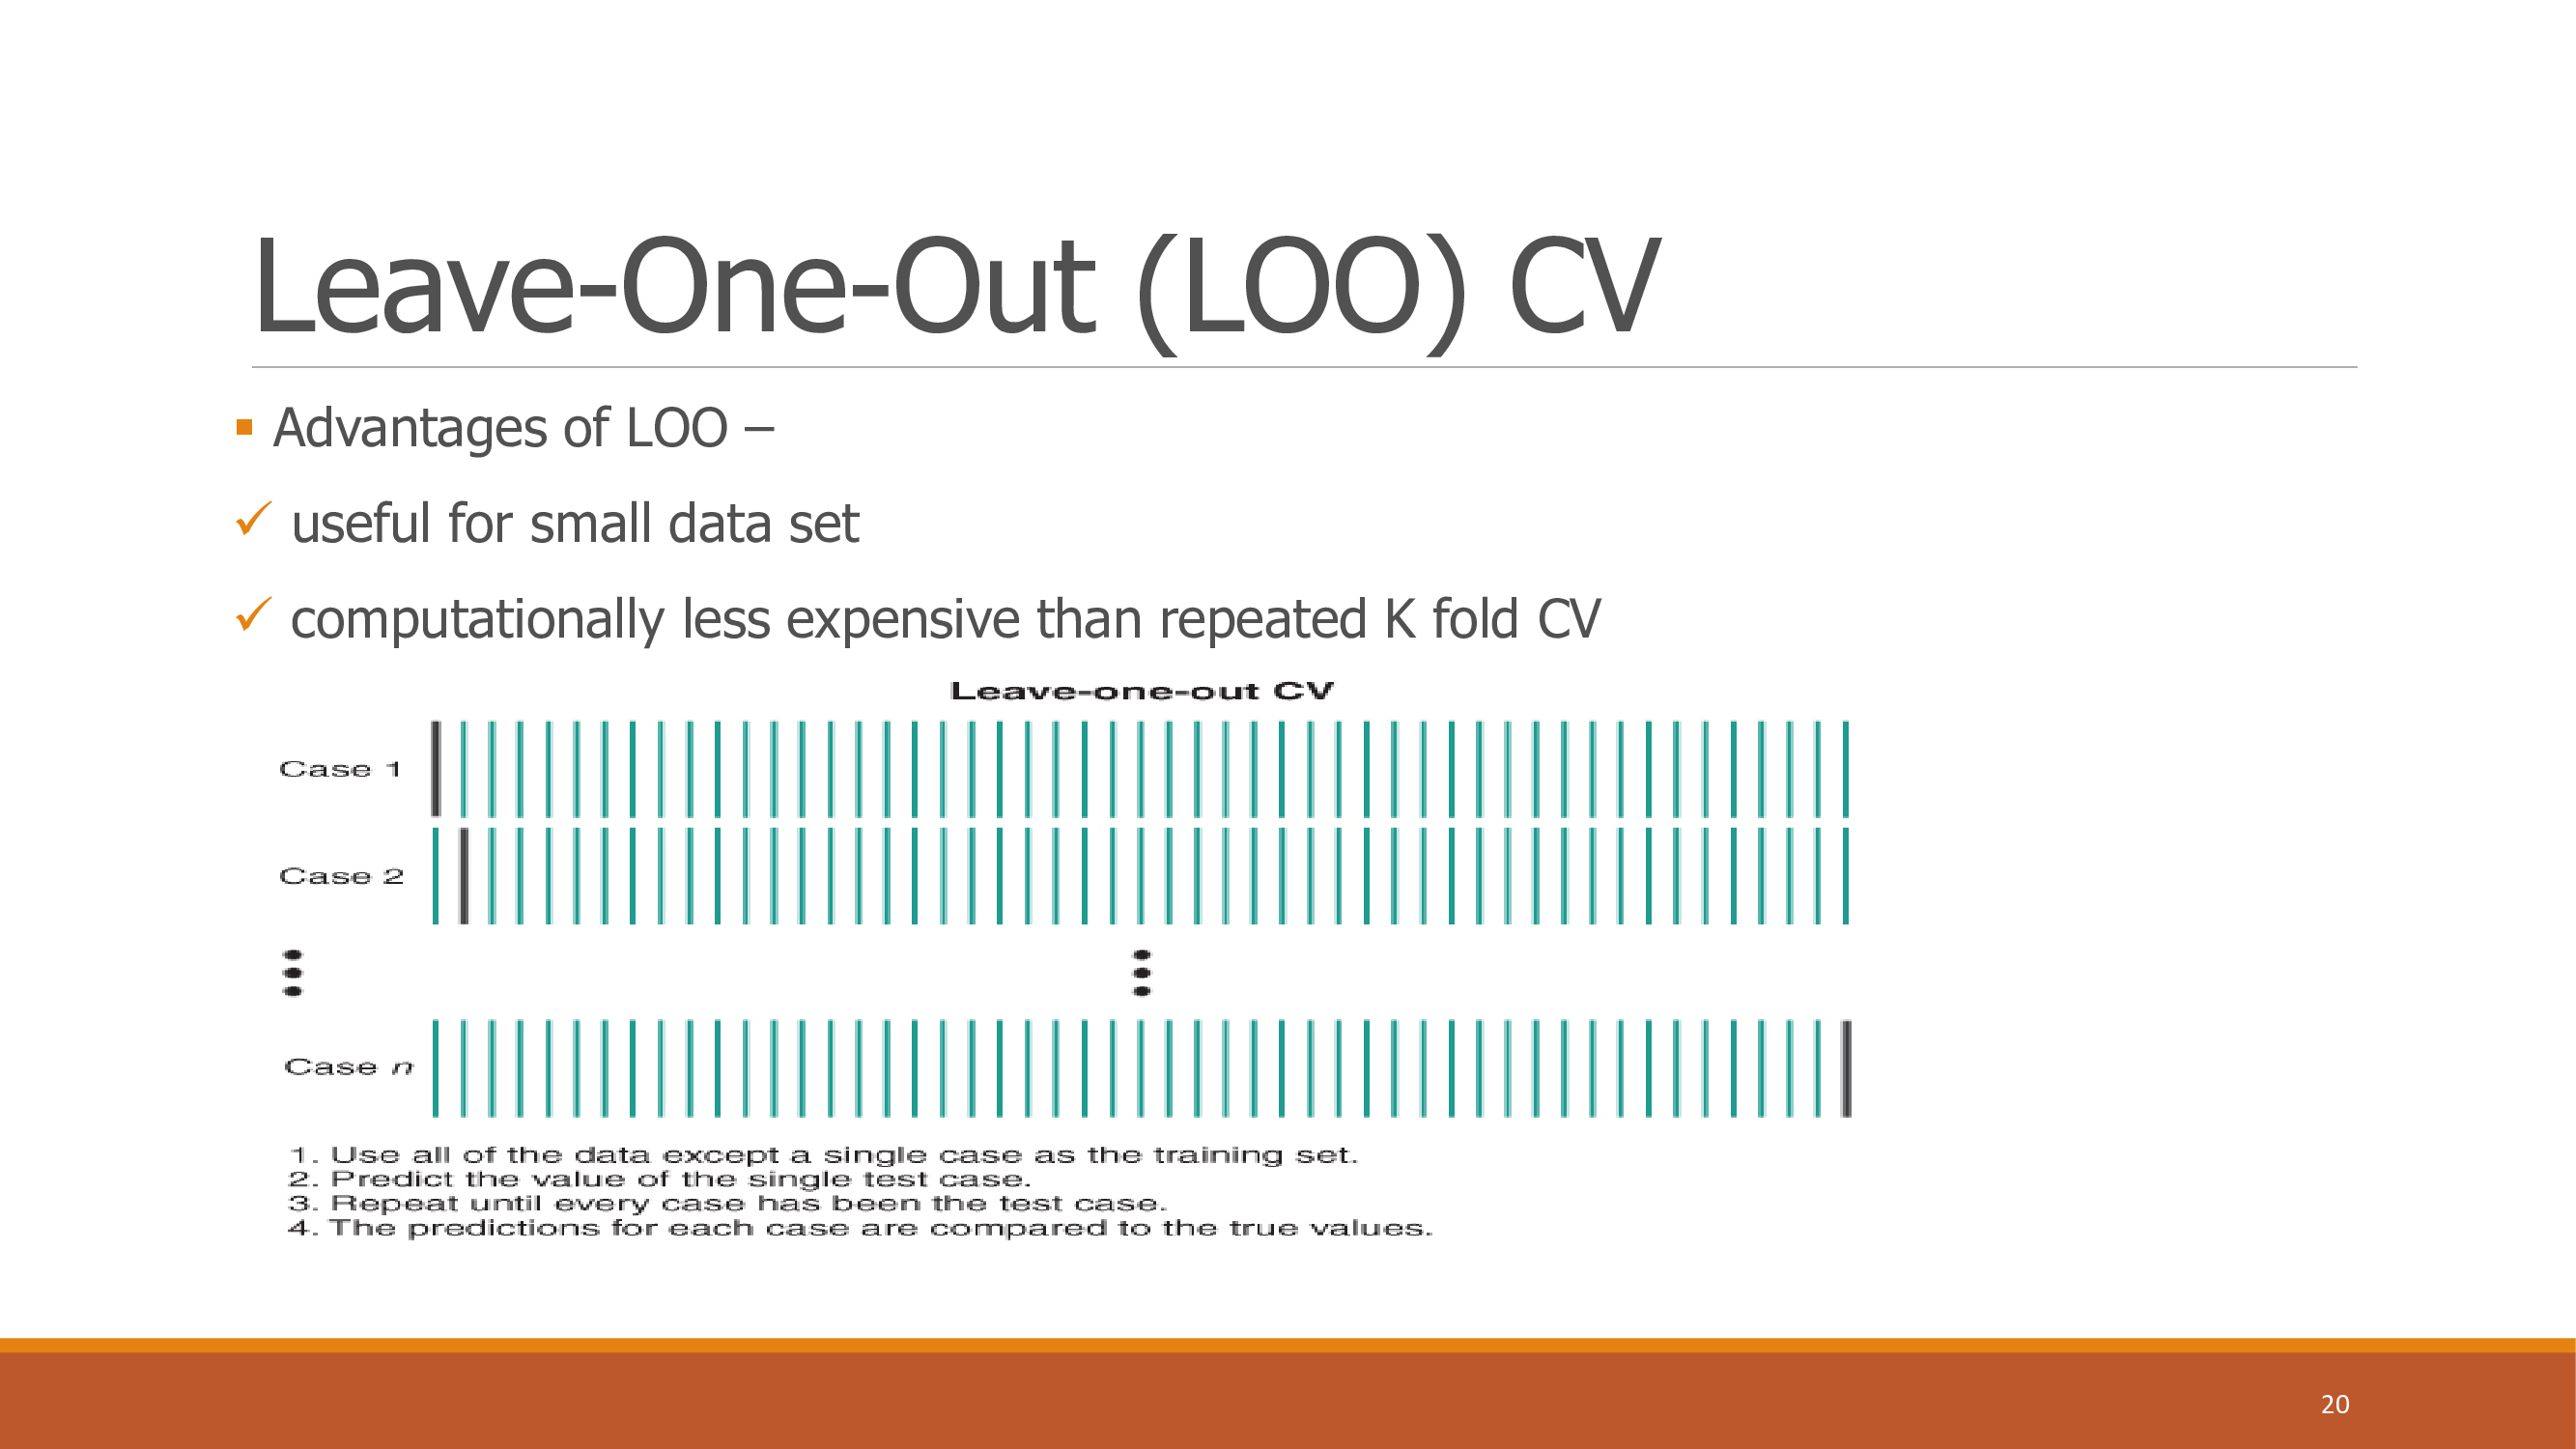 Leave-One-Out (LOO) CV
▪ Advantages of LOO –
✓ useful for small data set
✓ computationally less expensive than repeated K fold CV
Leave-one-out CV
Case 1
Case 2
Case n
1. Use all of the data except a single case as the training set.
2. Predict the value of the single test case.
3. Repeat until every case has been the test case.
4. The predictions for each case are compared to the true values.
20